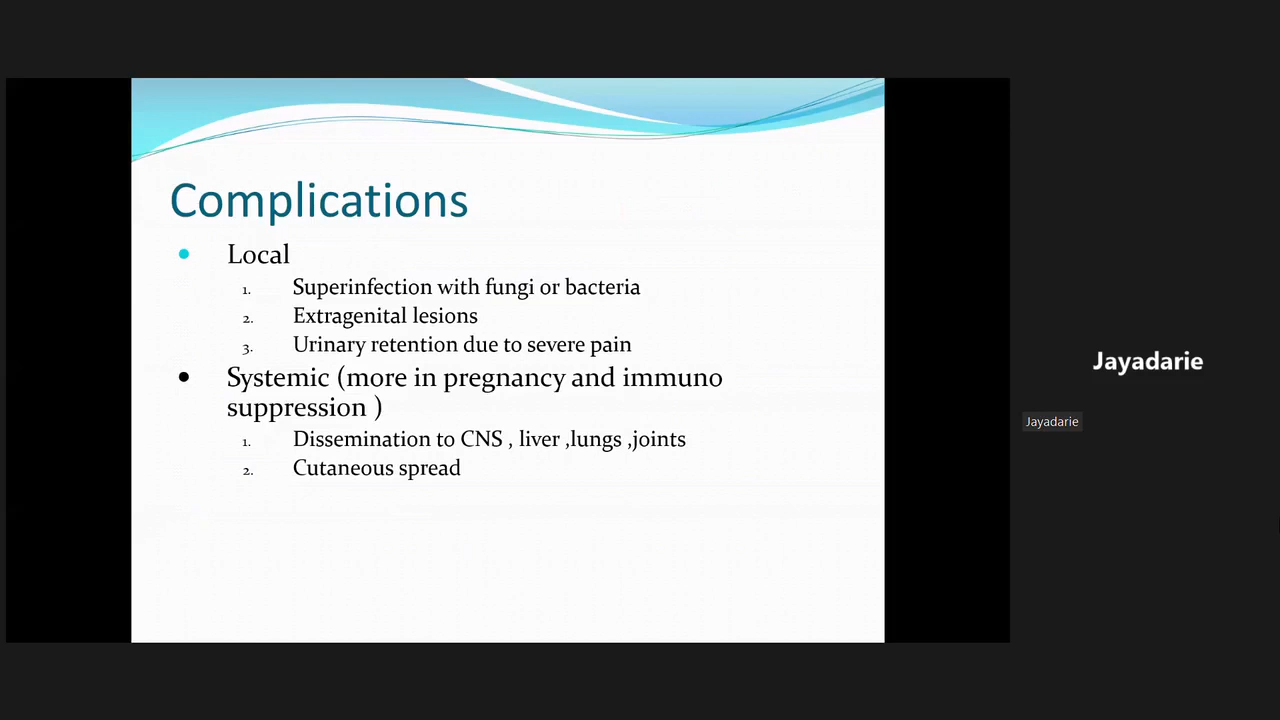 Complications
• Local
1. Superinfection with fungi or bacteria
2. Extragenital lesions
3. Urinary retention due to severe pain
• Systemic (more in pregnancy and immuno
suppression )
1. Dissemination to CNS , liver ,lungs ,joints
2. Cutaneous spread
Jayadarie
Jayadarie